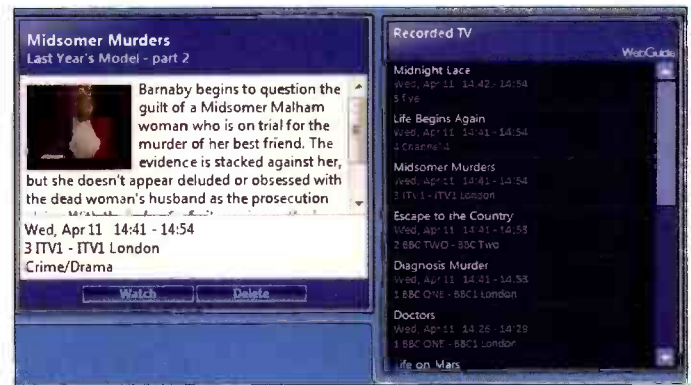 Midsomer Murders
Last Year's Model - part 2
Barnaby begins to question the
guilt of a Midsomer Malham
woman who is on trial for the
murder of her best friend. The
evidence is stacked against her,
but she doesn't appear deluded or obsessed with
the dead woman's husband as the prosecution
Wed, Apr 11 14:41 - 14:54
3 ITV1 - ITV1 London
Crime/Drama
Watch Delete
Recorded TV
WebGuide
Midnight Lace
Wed, Apr 11 14:42 - 14:54
5 five
Life Begins Again
Wed, Apr 11 14:41 - 14:54
4 Channel 4
Midsomer Murders
Wed, Apr 11 14:41 - 14:54
3 ITV1 - ITV1 London
Escape to the Country
Wed, Apr 11 14:41 - 14:53
2 BBC TWO - BBC Two
Diagnosis Murder
Wed, Apr 11 14:41 - 14:53
1 BBC ONE - BBC1 London
Doctors
Wed, Apr 11 14:26 - 14:29
1 BBC ONE - BBC1 London
Life on Mars